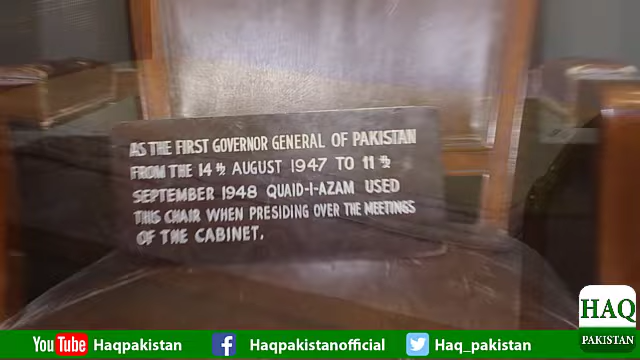 AS THE FIRST GOVERNOR GENERAL OF PAKISTAN
FROM THE 14th AUGUST 1947 TO 11th
SEPTEMBER 1948 QUAID-I-AZAM USED
THIS CHAIR WHEN PRESIDING OVER THE MEETINGS
OF THE CABINET.
HAQ
PAKISTAN
YouTube Haqpakistan f Haqpakistanofficial Haq_pakistan